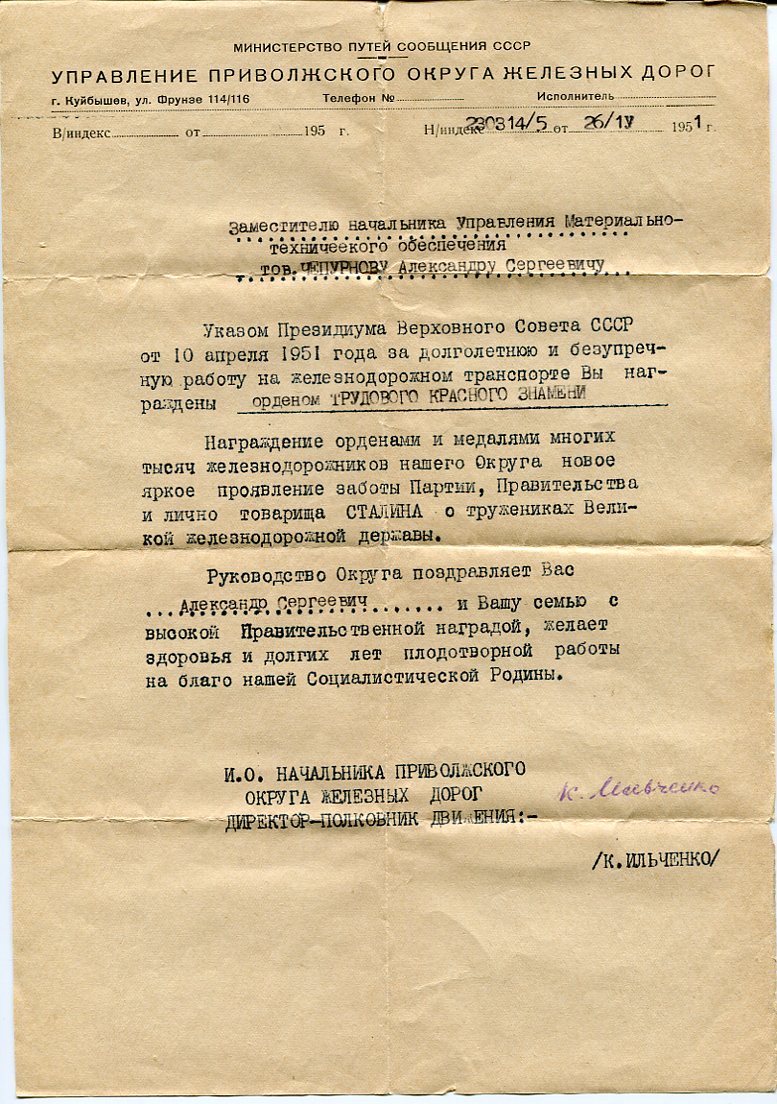 МИНИСТЕРСТВО ПУТЕЙ СООБЩЕНИЯ СССР
УПРАВЛЕНИЕ ПРИВОЛЖСКОГО ОКРУГА ЖЕЛЕЗНЫХ ДОРОГ
г. Куйбышев, ул. Фрунзе 114/116 Телефон № Исполнитель
В/индекс от 195 г. Н/индекс 230314/5 от 26/IV 1951 г.
Заместителю начальника Управления Материально-
техничеекого обеспечения
тов. ЧЕПУРНОВУ Александру Сергеевичу
Указом Президиума Верховного Совета СССР
от 10 апреля 1951 года за долголетнюю и безупреч-
ную работу на железнодорожном транспорте Вы наг-
раждены орденом ТРУДОВОГО КРАСНОГО ЗНАМЕНИ
Награждение орденами и медалями многих
тысяч железнодорожников нашего Округа новое
яркое проявление заботы Партии, Правительства
и лично товарища СТАЛИНА о тружениках Вели-
кой железнодорожной державы.
Руководство Округа поздравляет Вас
...Александр Сергеевич....... и Вашу семью с
высокой Правительственной наградой, желает
здоровья и долгих лет плодотворной работы
на благо нашей Социалистической Родины.
И.О. НАЧАЛЬНИКА ПРИВОЛЖСКОГО
ОКРУГА ЖЕЛЕЗНЫХ ДОРОГ
ДИРЕКТОР-ПОЛКОВНИК ДВИЖЕНИЯ:-
К. Ильченко
/К.ИЛЬЧЕНКО/